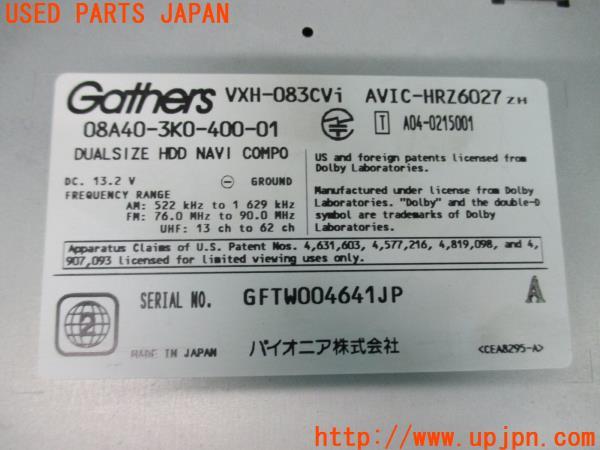 USED PARTS JAPAN
Gathers VXH-083CVi AVIC-HRZ6027 ZH
08A40-3K0-400-01
T A04-0215001
DUALSIZE HDD NAVI COMPO
US and foreign patents licensed from
Dolby Laboratories.
DC. 13.2 V ⊖ GROUND
FREQUENCY RANGE
AM: 522 kHz to 1 629 kHz
FM: 76.0 MHz to 90.0 MHz
UHF: 13 ch to 62 ch
Manufactured under license from Dolby
Laboratories. "Dolby" and the double-D
symbol are trademarks of Dolby
Laboratories.
Apparatus Claims of U.S. Patent Nos. 4,631,603, 4,577,216, 4,819,098, and 4,
907,093 licensed for limited viewing uses only.
2
SERIAL NO. GFTW004641JP
A
MADE IN JAPAN
パイオニア株式会社
<CEA8295-A>
UPJ
http://www.upjpn.com